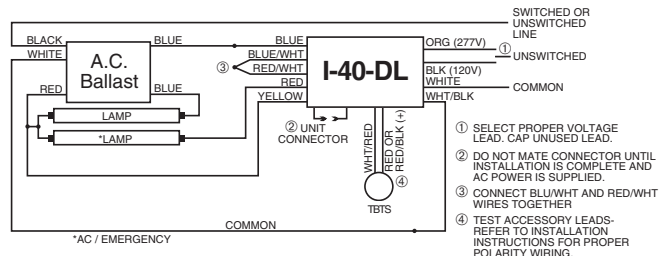 SWITCHED OR
UNSWITCHED
LINE
BLACK
BLUE
BLUE
ORG (277V)
①
WHITE
BLUE/WHT
UNSWITCHED
A.C.
Ballast
③
RED/WHT
I-40-DL
BLK (120V)
RED
BLUE
RED
WHITE
COMMON
YELLOW
WHT/BLK
LAMP
*LAMP
② UNIT
CONNECTOR
WHT/RED
RED OR
RED/BLK (+)
④
TBTS
COMMON
*AC / EMERGENCY
① SELECT PROPER VOLTAGE
LEAD. CAP UNUSED LEAD.
② DO NOT MATE CONNECTOR UNTIL
INSTALLATION IS COMPLETE AND
AC POWER IS SUPPLIED.
③ CONNECT BLU/WHT AND RED/WHT
WIRES TOGETHER
④ TEST ACCESSORY LEADS-
REFER TO INSTALLATION
INSTRUCTIONS FOR PROPER
POLARITY WIRING.